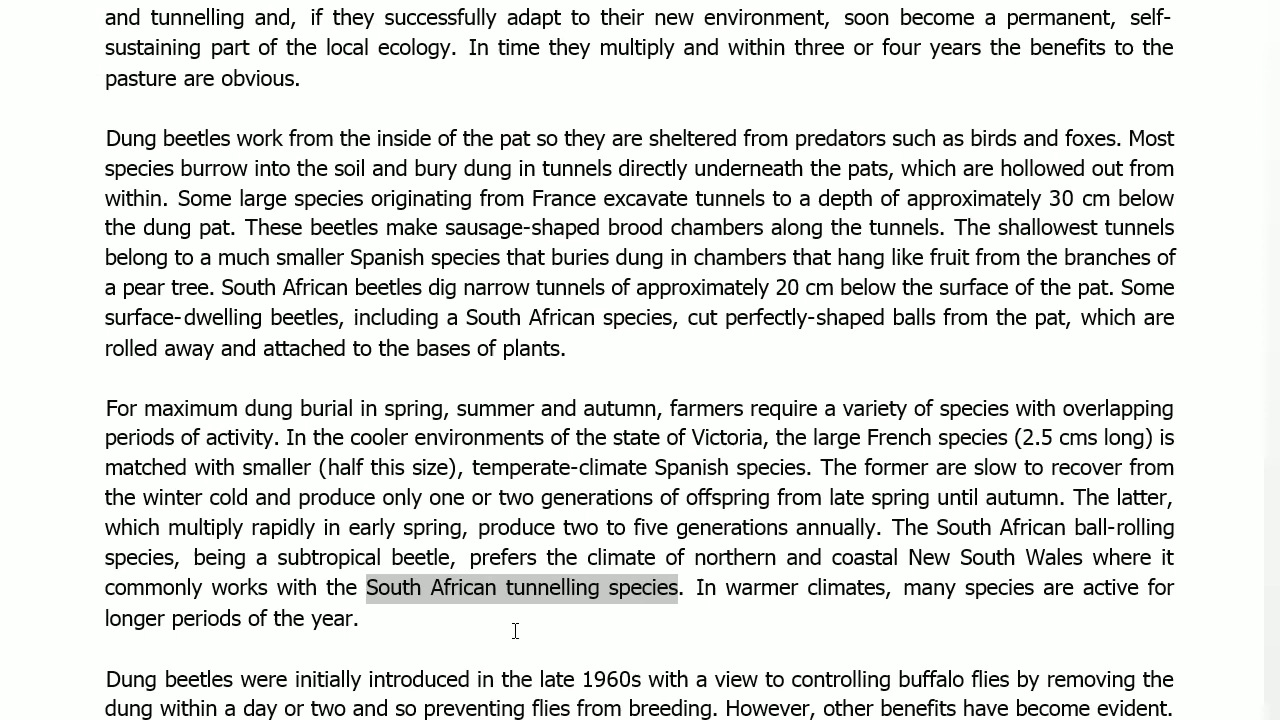 and tunnelling and, if they successfully adapt to their new environment, soon become a permanent, self-
sustaining part of the local ecology. In time they multiply and within three or four years the benefits to the
pasture are obvious.
Dung beetles work from the inside of the pat so they are sheltered from predators such as birds and foxes. Most
species burrow into the soil and bury dung in tunnels directly underneath the pats, which are hollowed out from
within. Some large species originating from France excavate tunnels to a depth of approximately 30 cm below
the dung pat. These beetles make sausage-shaped brood chambers along the tunnels. The shallowest tunnels
belong to a much smaller Spanish species that buries dung in chambers that hang like fruit from the branches of
a pear tree. South African beetles dig narrow tunnels of approximately 20 cm below the surface of the pat. Some
surface-dwelling beetles, including a South African species, cut perfectly-shaped balls from the pat, which are
rolled away and attached to the bases of plants.
For maximum dung burial in spring, summer and autumn, farmers require a variety of species with overlapping
periods of activity. In the cooler environments of the state of Victoria, the large French species (2.5 cms long) is
matched with smaller (half this size), temperate-climate Spanish species. The former are slow to recover from
the winter cold and produce only one or two generations of offspring from late spring until autumn. The latter,
which multiply rapidly in early spring, produce two to five generations annually. The South African ball-rolling
species, being a subtropical beetle, prefers the climate of northern and coastal New South Wales where it
commonly works with the South African tunnelling species. In warmer climates, many species are active for
longer periods of the year.
Dung beetles were initially introduced in the late 1960s with a view to controlling buffalo flies by removing the
dung within a day or two and so preventing flies from breeding. However, other benefits have become evident.